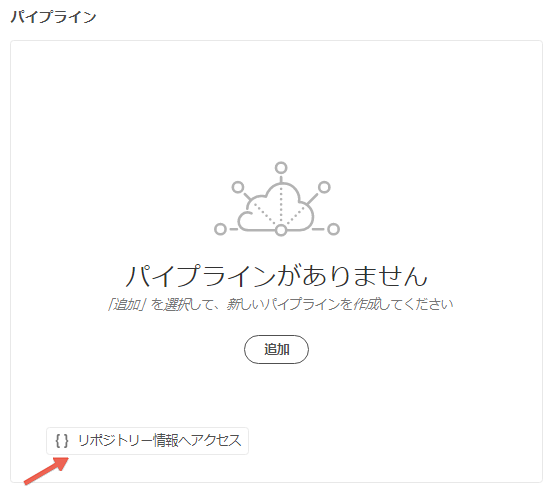 パイプライン
パイプラインがありません
「追加」を選択して、新しいパイプラインを作成してください
追加
{ } リポジトリー情報へアクセス